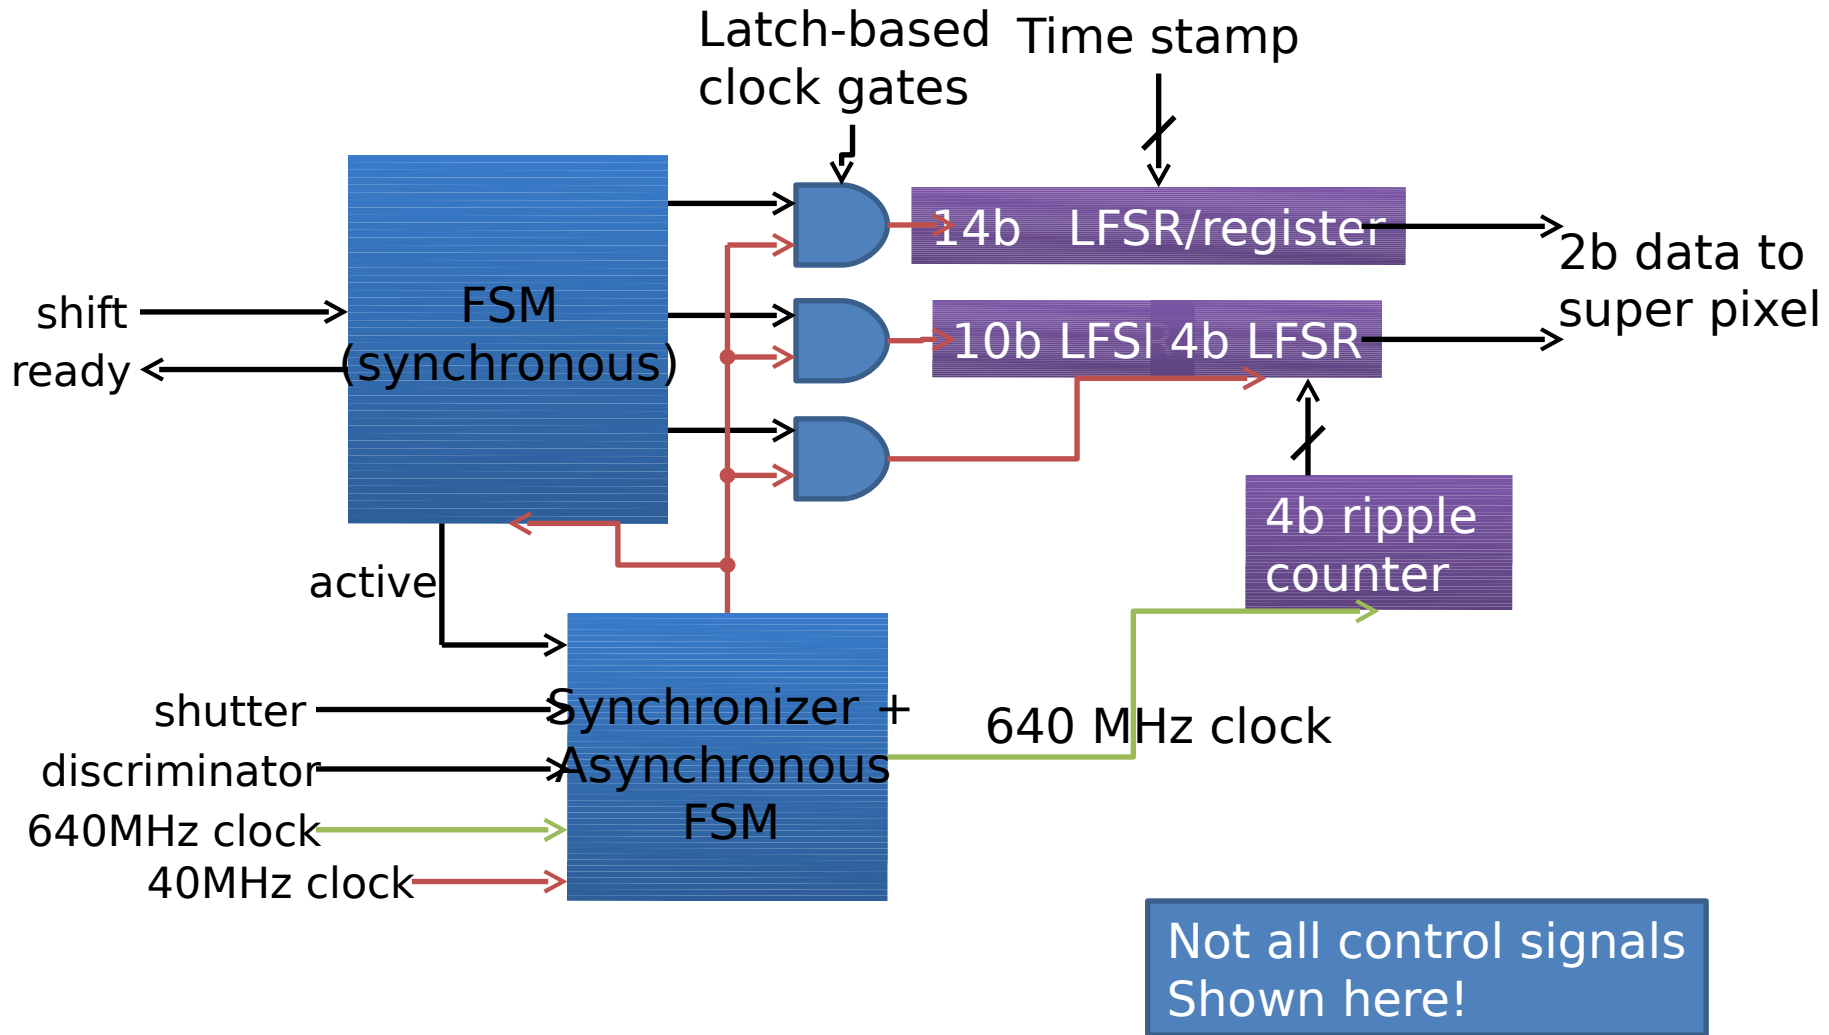 Latch-based
clock gates
Time stamp
14b LFSR/register
2b data to
super pixel
FSM
(synchronous)
shift
ready
10b LFSR
4b LFSR
4b ripple
counter
active
Synchronizer +
Asynchronous
FSM
shutter
discriminator
640MHz clock
40MHz clock
640 MHz clock
Not all control signals
Shown here!